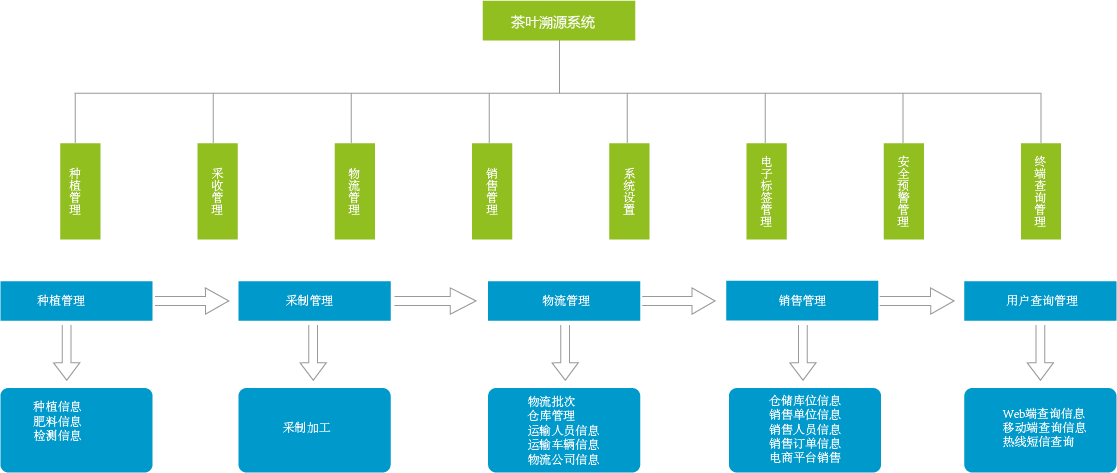 茶叶溯源系统
种植管理
采收管理
物流管理
销售管理
系统设置
电子标签管理
安全预警管理
终端查询管理
种植管理
采制管理
物流管理
销售管理
用户查询管理
种植信息
肥料信息
检测信息
采制加工
物流批次
仓库管理
运输人员信息
运输车辆信息
物流公司信息
仓储库位信息
销售单位信息
销售人员信息
销售订单信息
电商平台销售
Web端查询信息
移动端查询信息
热线短信查询